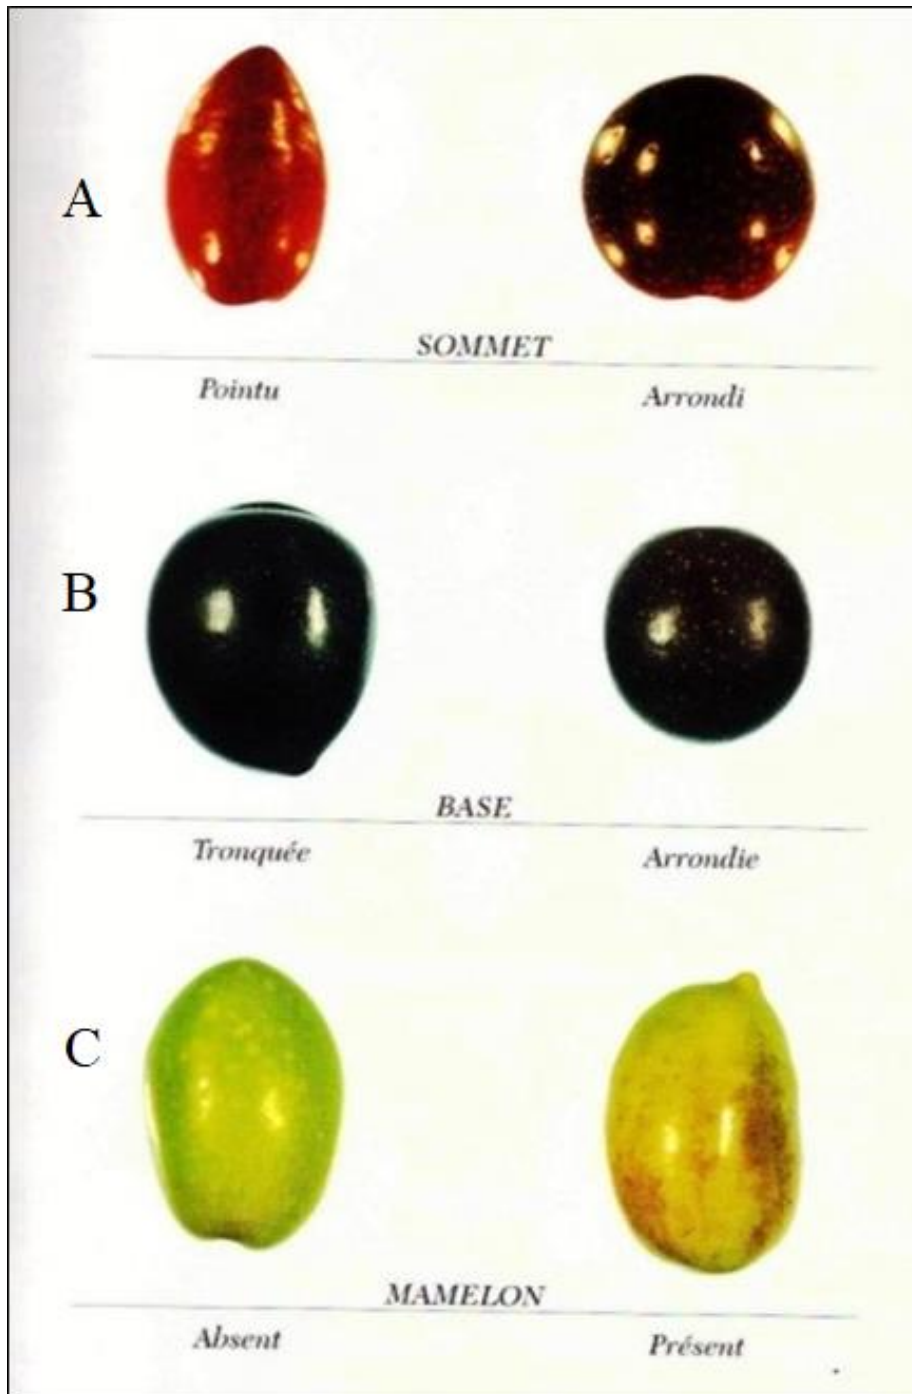 A
SOMMET
Pointu Arrondi
B
BASE
Tronquée Arrondie
C
MAMELON
Absent Présent